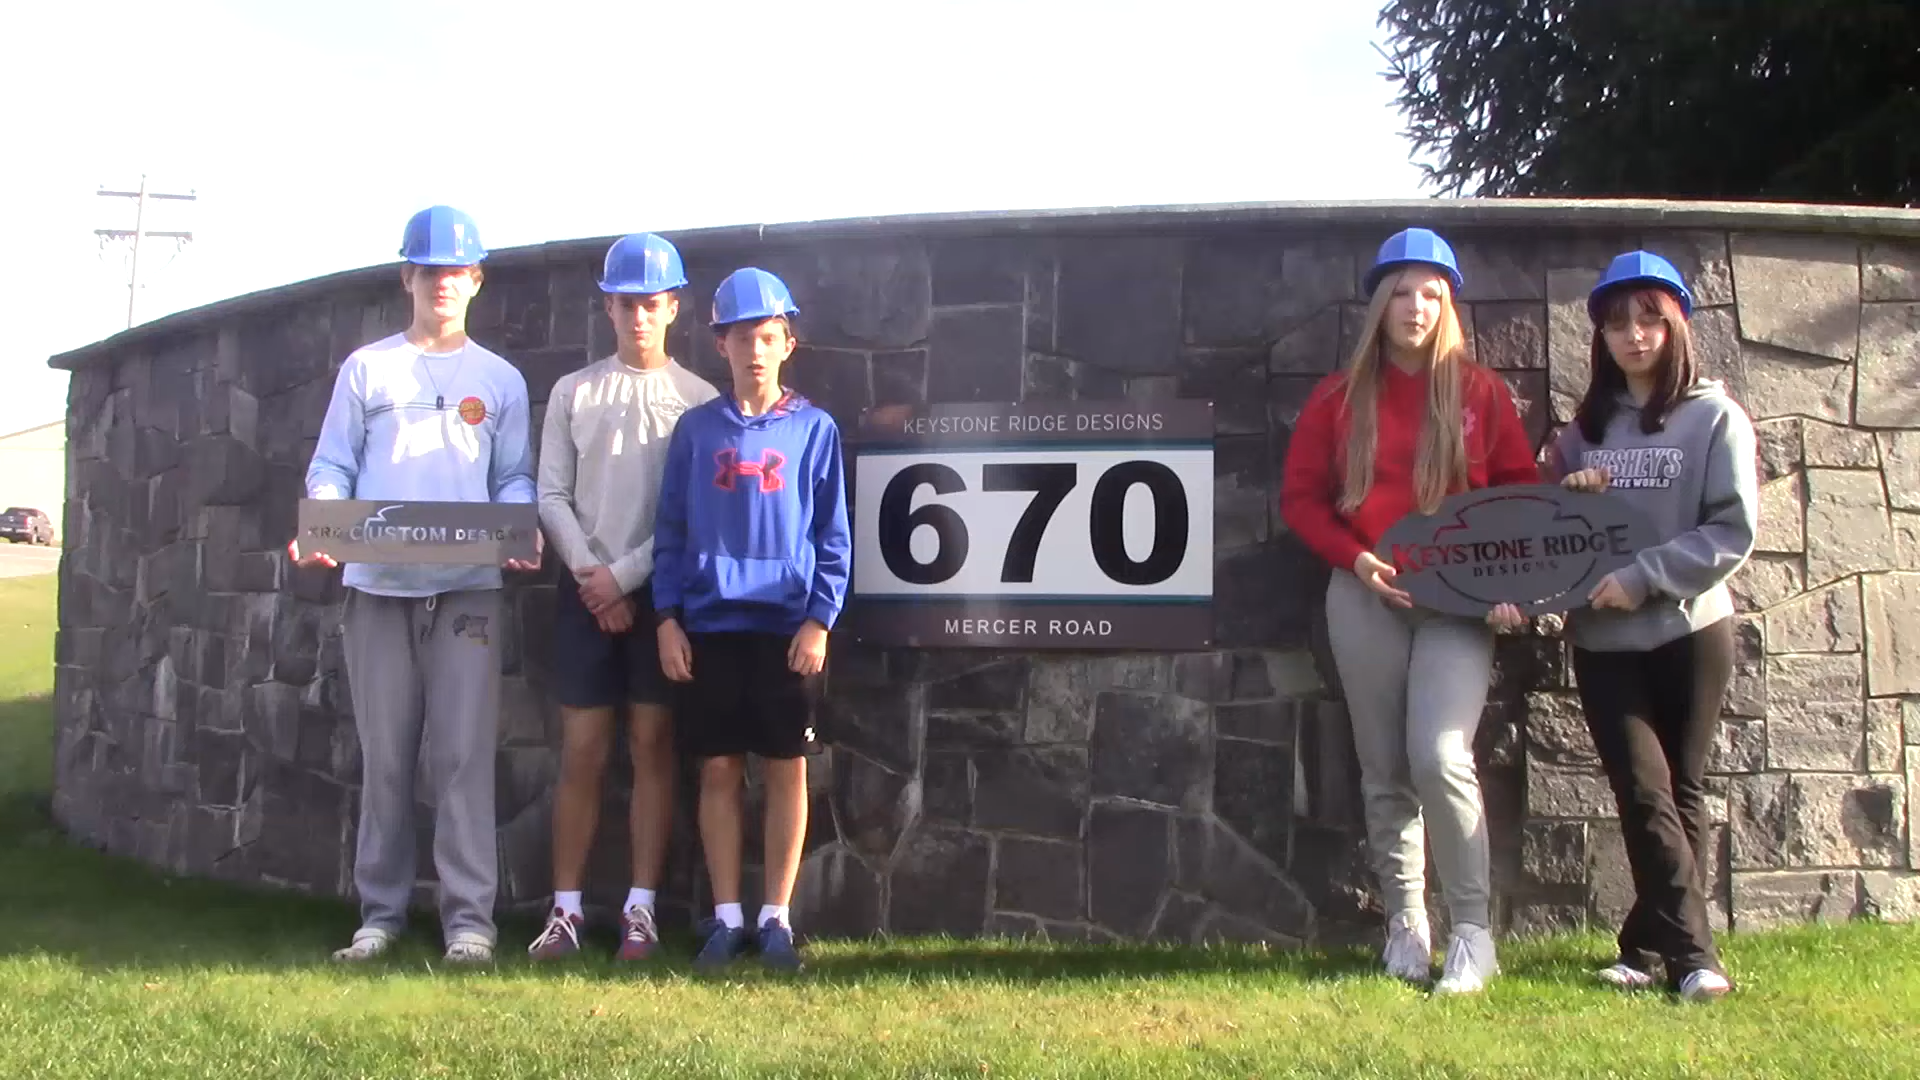 KEYSTONE RIDGE DESIGNS
670
MERCER ROAD
KRD CUSTOM DESIGNS
KEYSTONE RIDGE
DESIGNS
HERSHEY'S